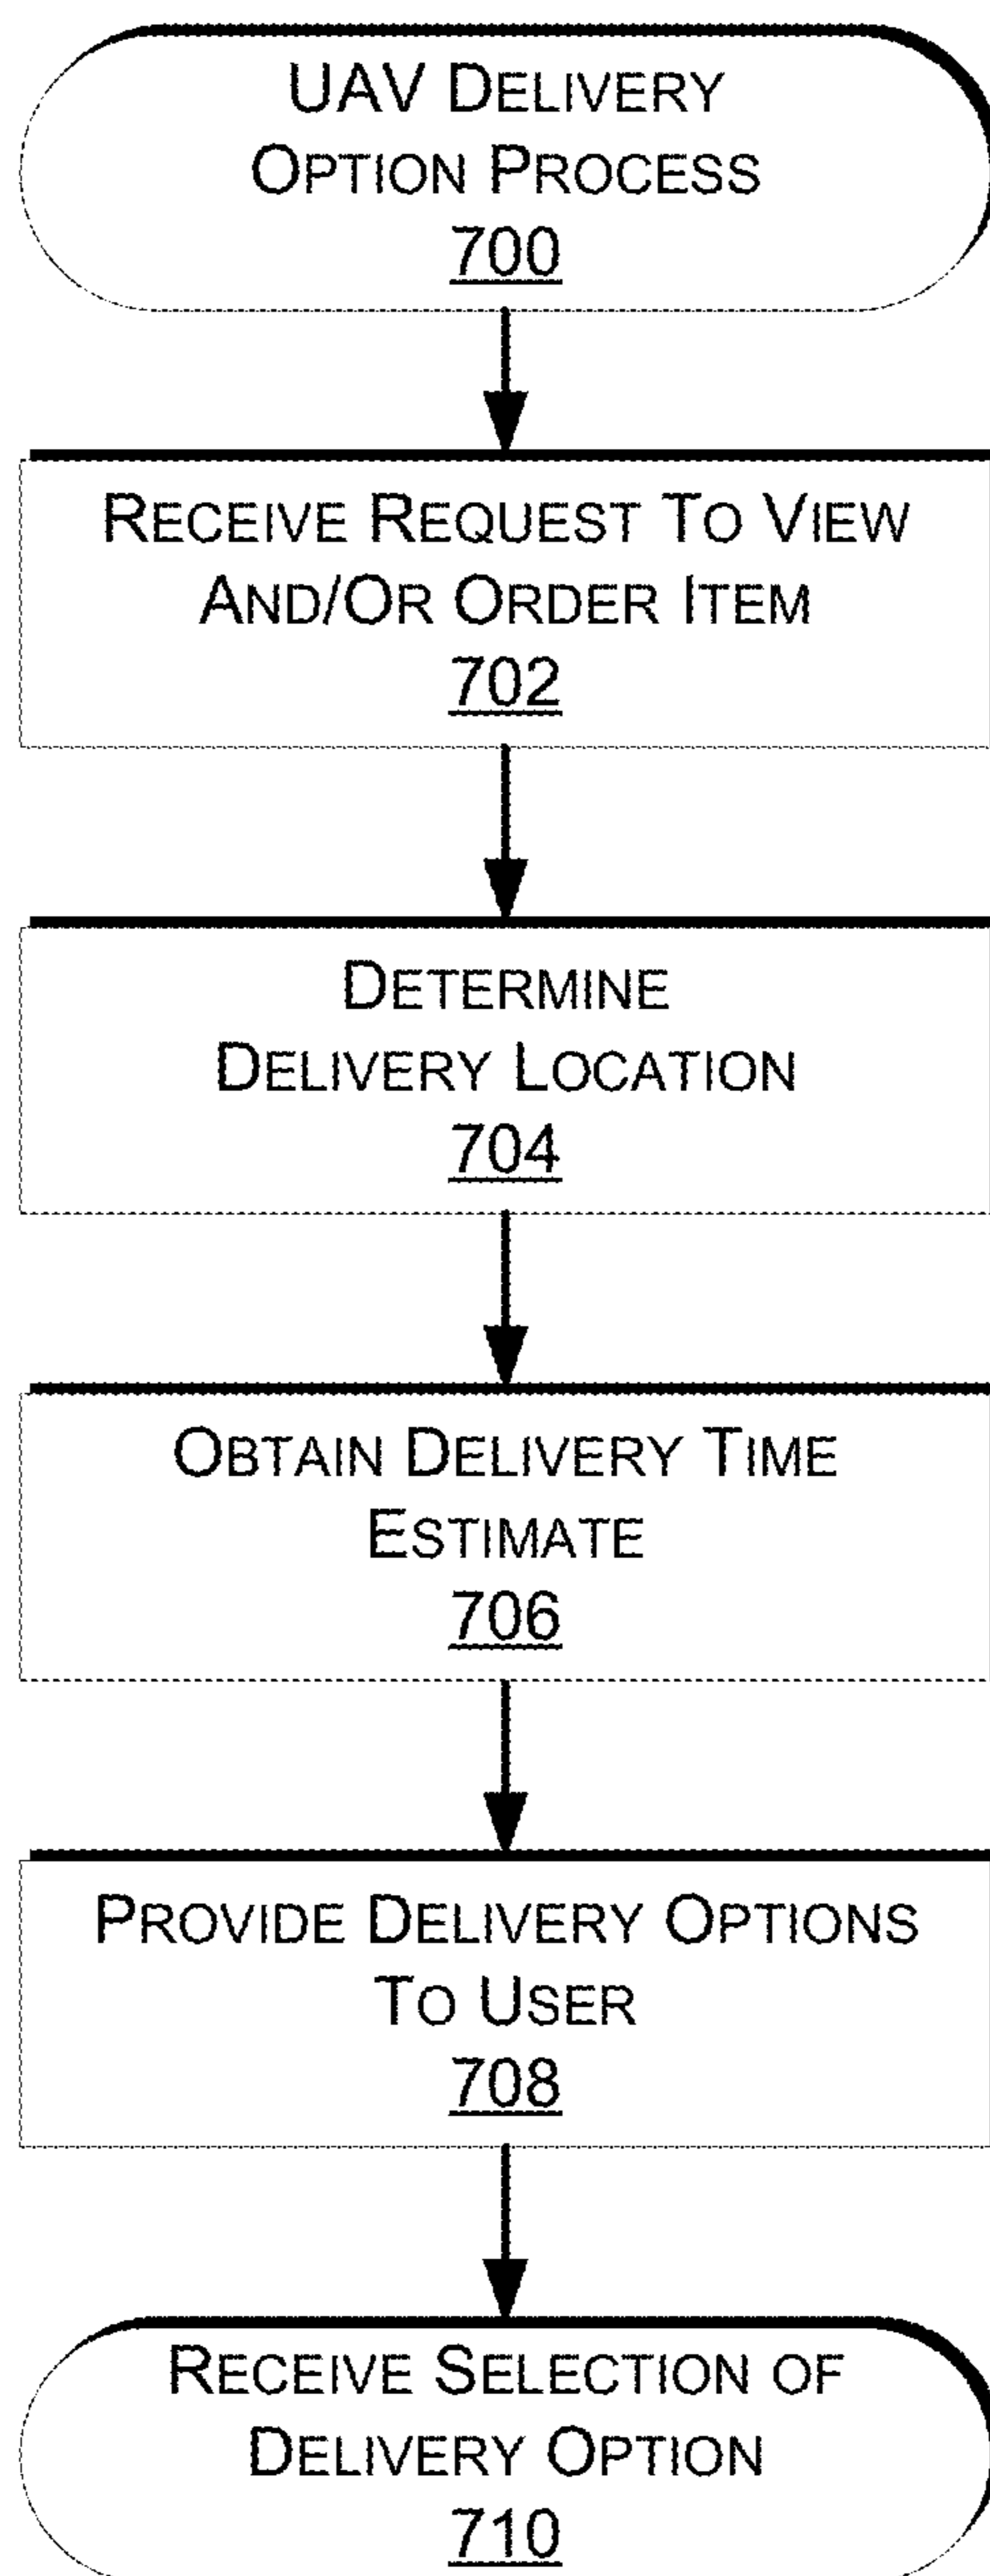 UAV DELIVERY
OPTION PROCESS
700
RECEIVE REQUEST TO VIEW
AND/OR ORDER ITEM
702
DETERMINE
DELIVERY LOCATION
704
OBTAIN DELIVERY TIME
ESTIMATE
706
PROVIDE DELIVERY OPTIONS
TO USER
708
RECEIVE SELECTION OF
DELIVERY OPTION
710